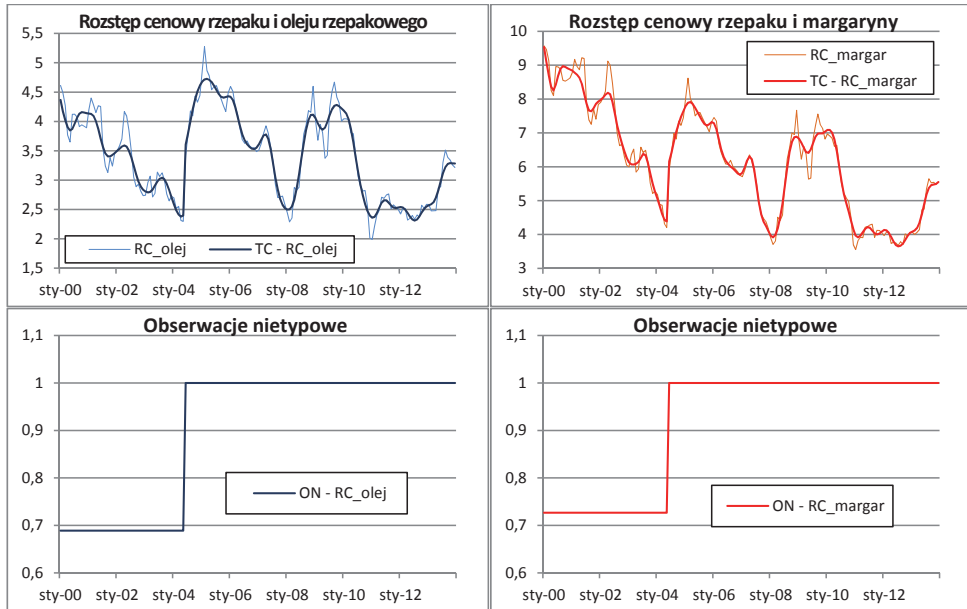 Rozstęp cenowy rzepaku i oleju rzepakowego
5,5
5
4,5
4
3,5
3
2,5
2
1,5
RC_olej
TC - RC_olej
sty-00 sty-02 sty-04 sty-06 sty-08 sty-10 sty-12
Rozstęp cenowy rzepaku i margaryny
10
9
8
7
6
5
4
3
RC_margar
TC - RC_margar
sty-00 sty-02 sty-04 sty-06 sty-08 sty-10 sty-12
Obserwacje nietypowe
1,1
1
0,9
0,8
0,7
0,6
ON - RC_olej
sty-00 sty-02 sty-04 sty-06 sty-08 sty-10 sty-12
Obserwacje nietypowe
1,1
1
0,9
0,8
0,7
0,6
ON - RC_margar
sty-00 sty-02 sty-04 sty-06 sty-08 sty-10 sty-12